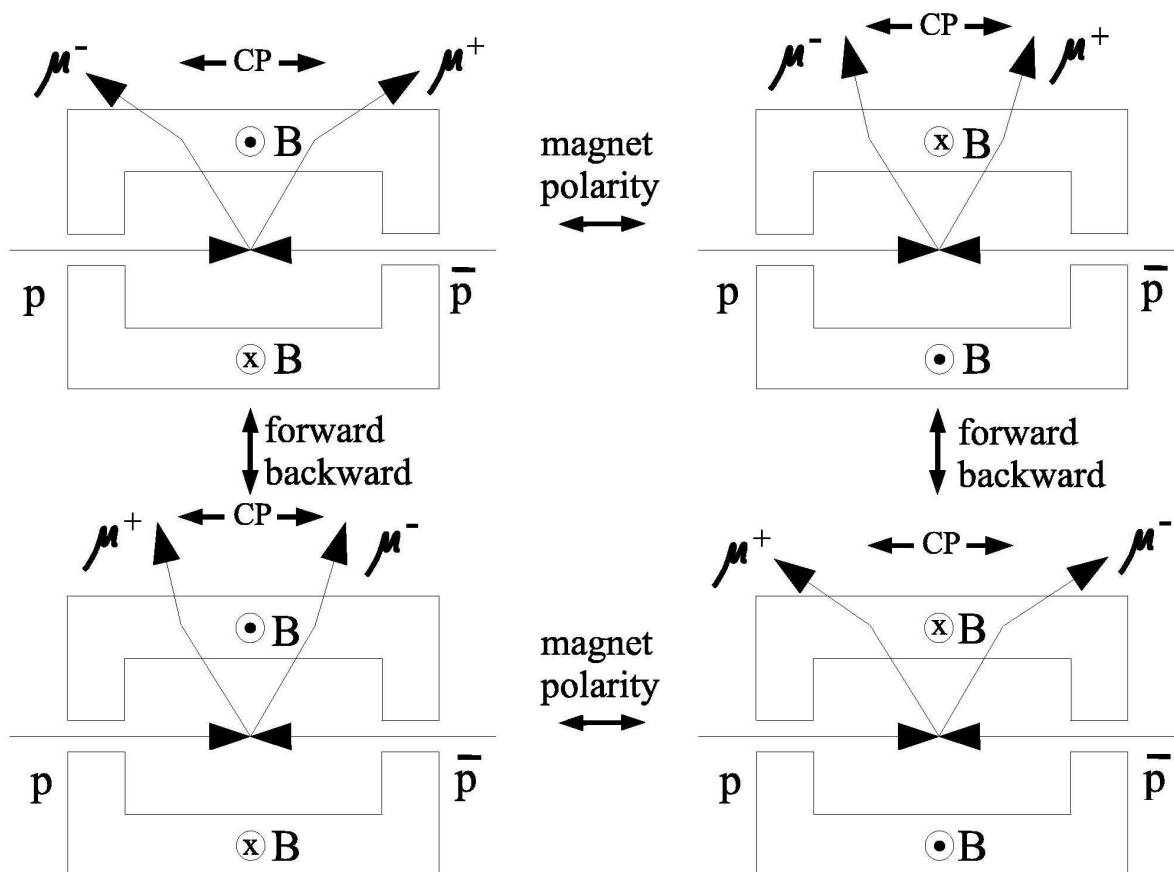 μ⁻ CP μ⁺
μ⁻ CP μ⁺
B
x B
magnet
polarity
p p̄
p p̄
x B
B
forward
backward
forward
backward
μ⁺ CP μ⁻
μ⁺ CP μ⁻
B
x B
magnet
polarity
p p̄
p p̄
x B
B